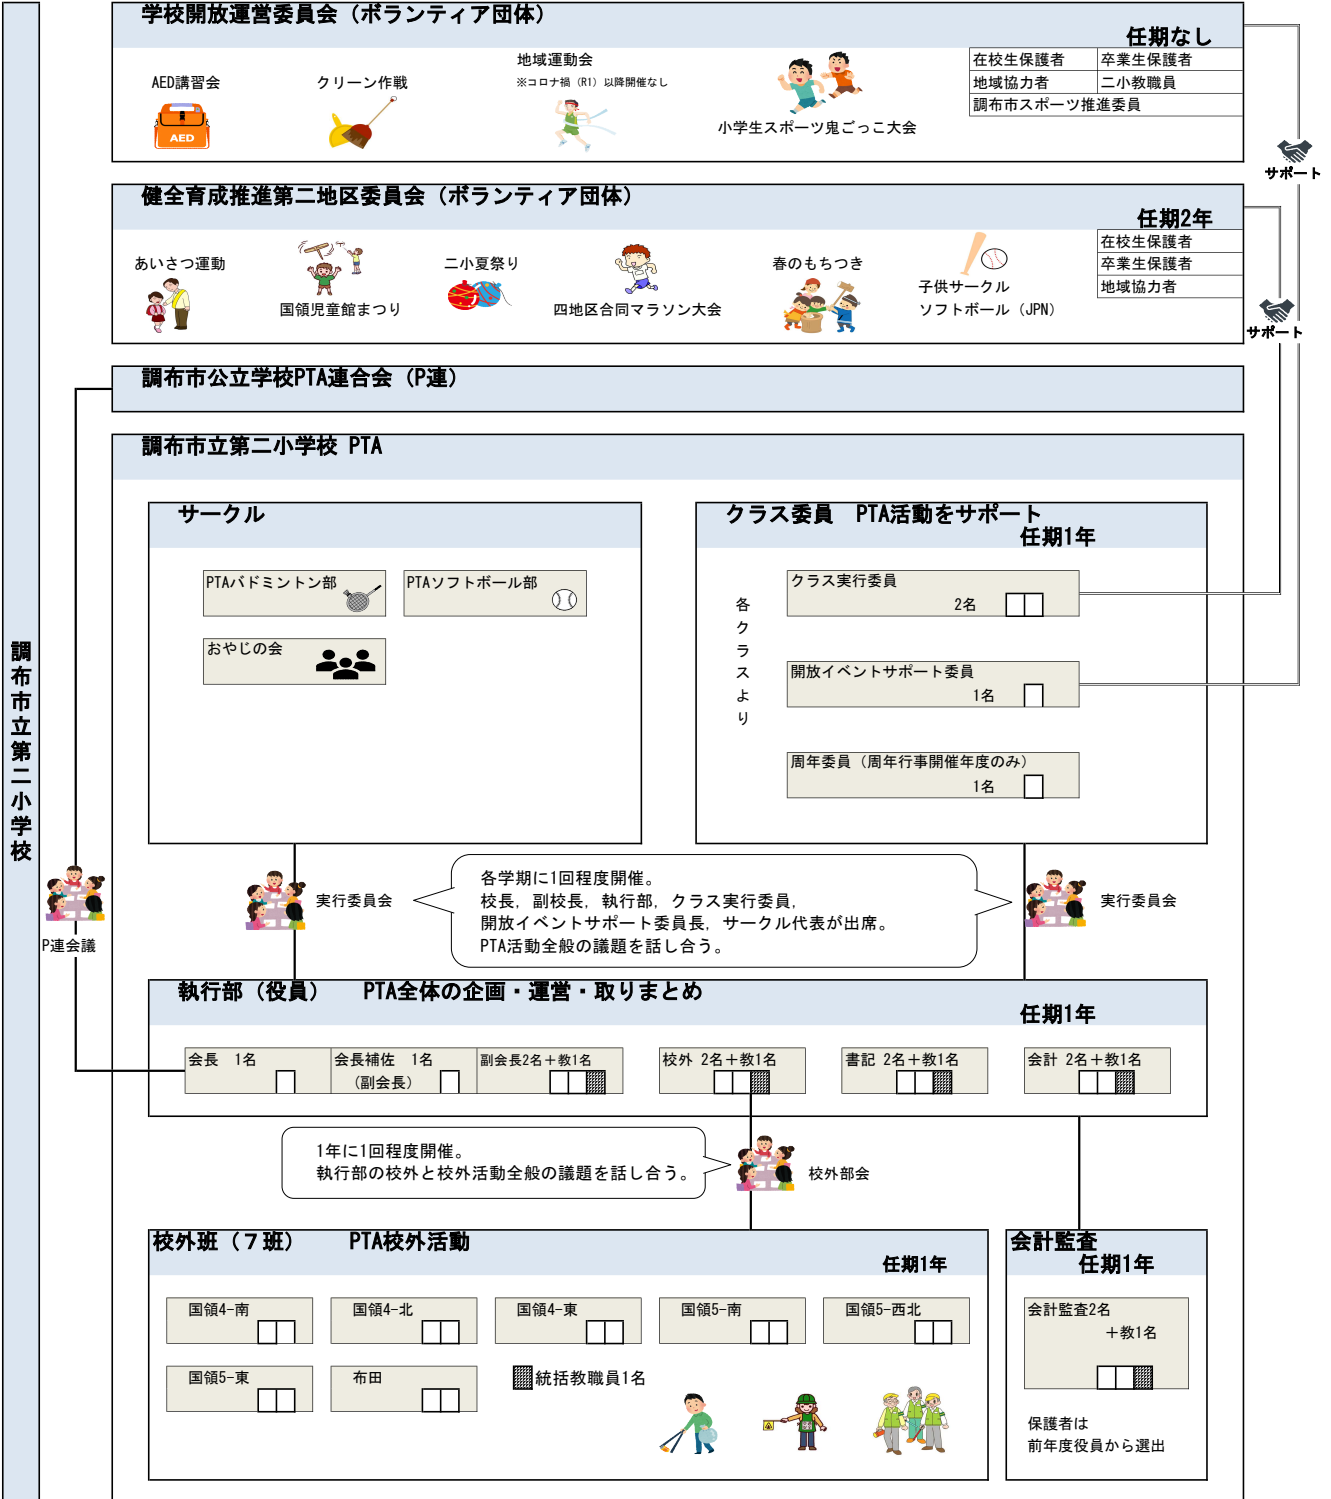 調布市立第二小学校
学校開放運営委員会（ボランティア団体）
任期なし
在校生保護者 卒業生保護者
地域協力者 二小教職員
調布市スポーツ推進委員
AED講習会
AED
クリーン作戦
地域運動会
※コロナ禍（R1）以降開催なし
小学生スポーツ鬼ごっこ大会
サポート
健全育成推進第二地区委員会（ボランティア団体）
任期2年
在校生保護者
卒業生保護者
地域協力者
あいさつ運動
国領児童館まつり
二小夏祭り
四地区合同マラソン大会
春のもちつき
子供サークル
ソフトボール（JPN）
サポート
調布市公立学校PTA連合会（P連）
調布市立第二小学校 PTA
サークル
PTAバドミントン部
PTAソフトボール部
おやじの会
クラス委員　PTA活動をサポート
任期1年
各クラスより
クラス実行委員
2名
開放イベントサポート委員
1名
周年委員（周年行事開催年度のみ）
1名
P連会議
実行委員会
各学期に1回程度開催。
校長，副校長，執行部，クラス実行委員，
開放イベントサポート委員長，サークル代表が出席。
PTA活動全般の議題を話し合う。
実行委員会
執行部（役員）　　PTA全体の企画・運営・取りまとめ
任期1年
会長　1名
会長補佐　1名
（副会長）
副会長2名＋教1名
校外 2名＋教1名
書記 2名＋教1名
会計 2名＋教1名
1年に1回程度開催。
執行部の校外と校外活動全般の議題を話し合う。
校外部会
校外班（７班）　　PTA校外活動
任期1年
国領4-南
国領4-北
国領4-東
国領5-南
国領5-西北
国領5-東
布田
統括教職員1名
会計監査
任期1年
会計監査2名
＋教1名
保護者は
前年度役員から選出